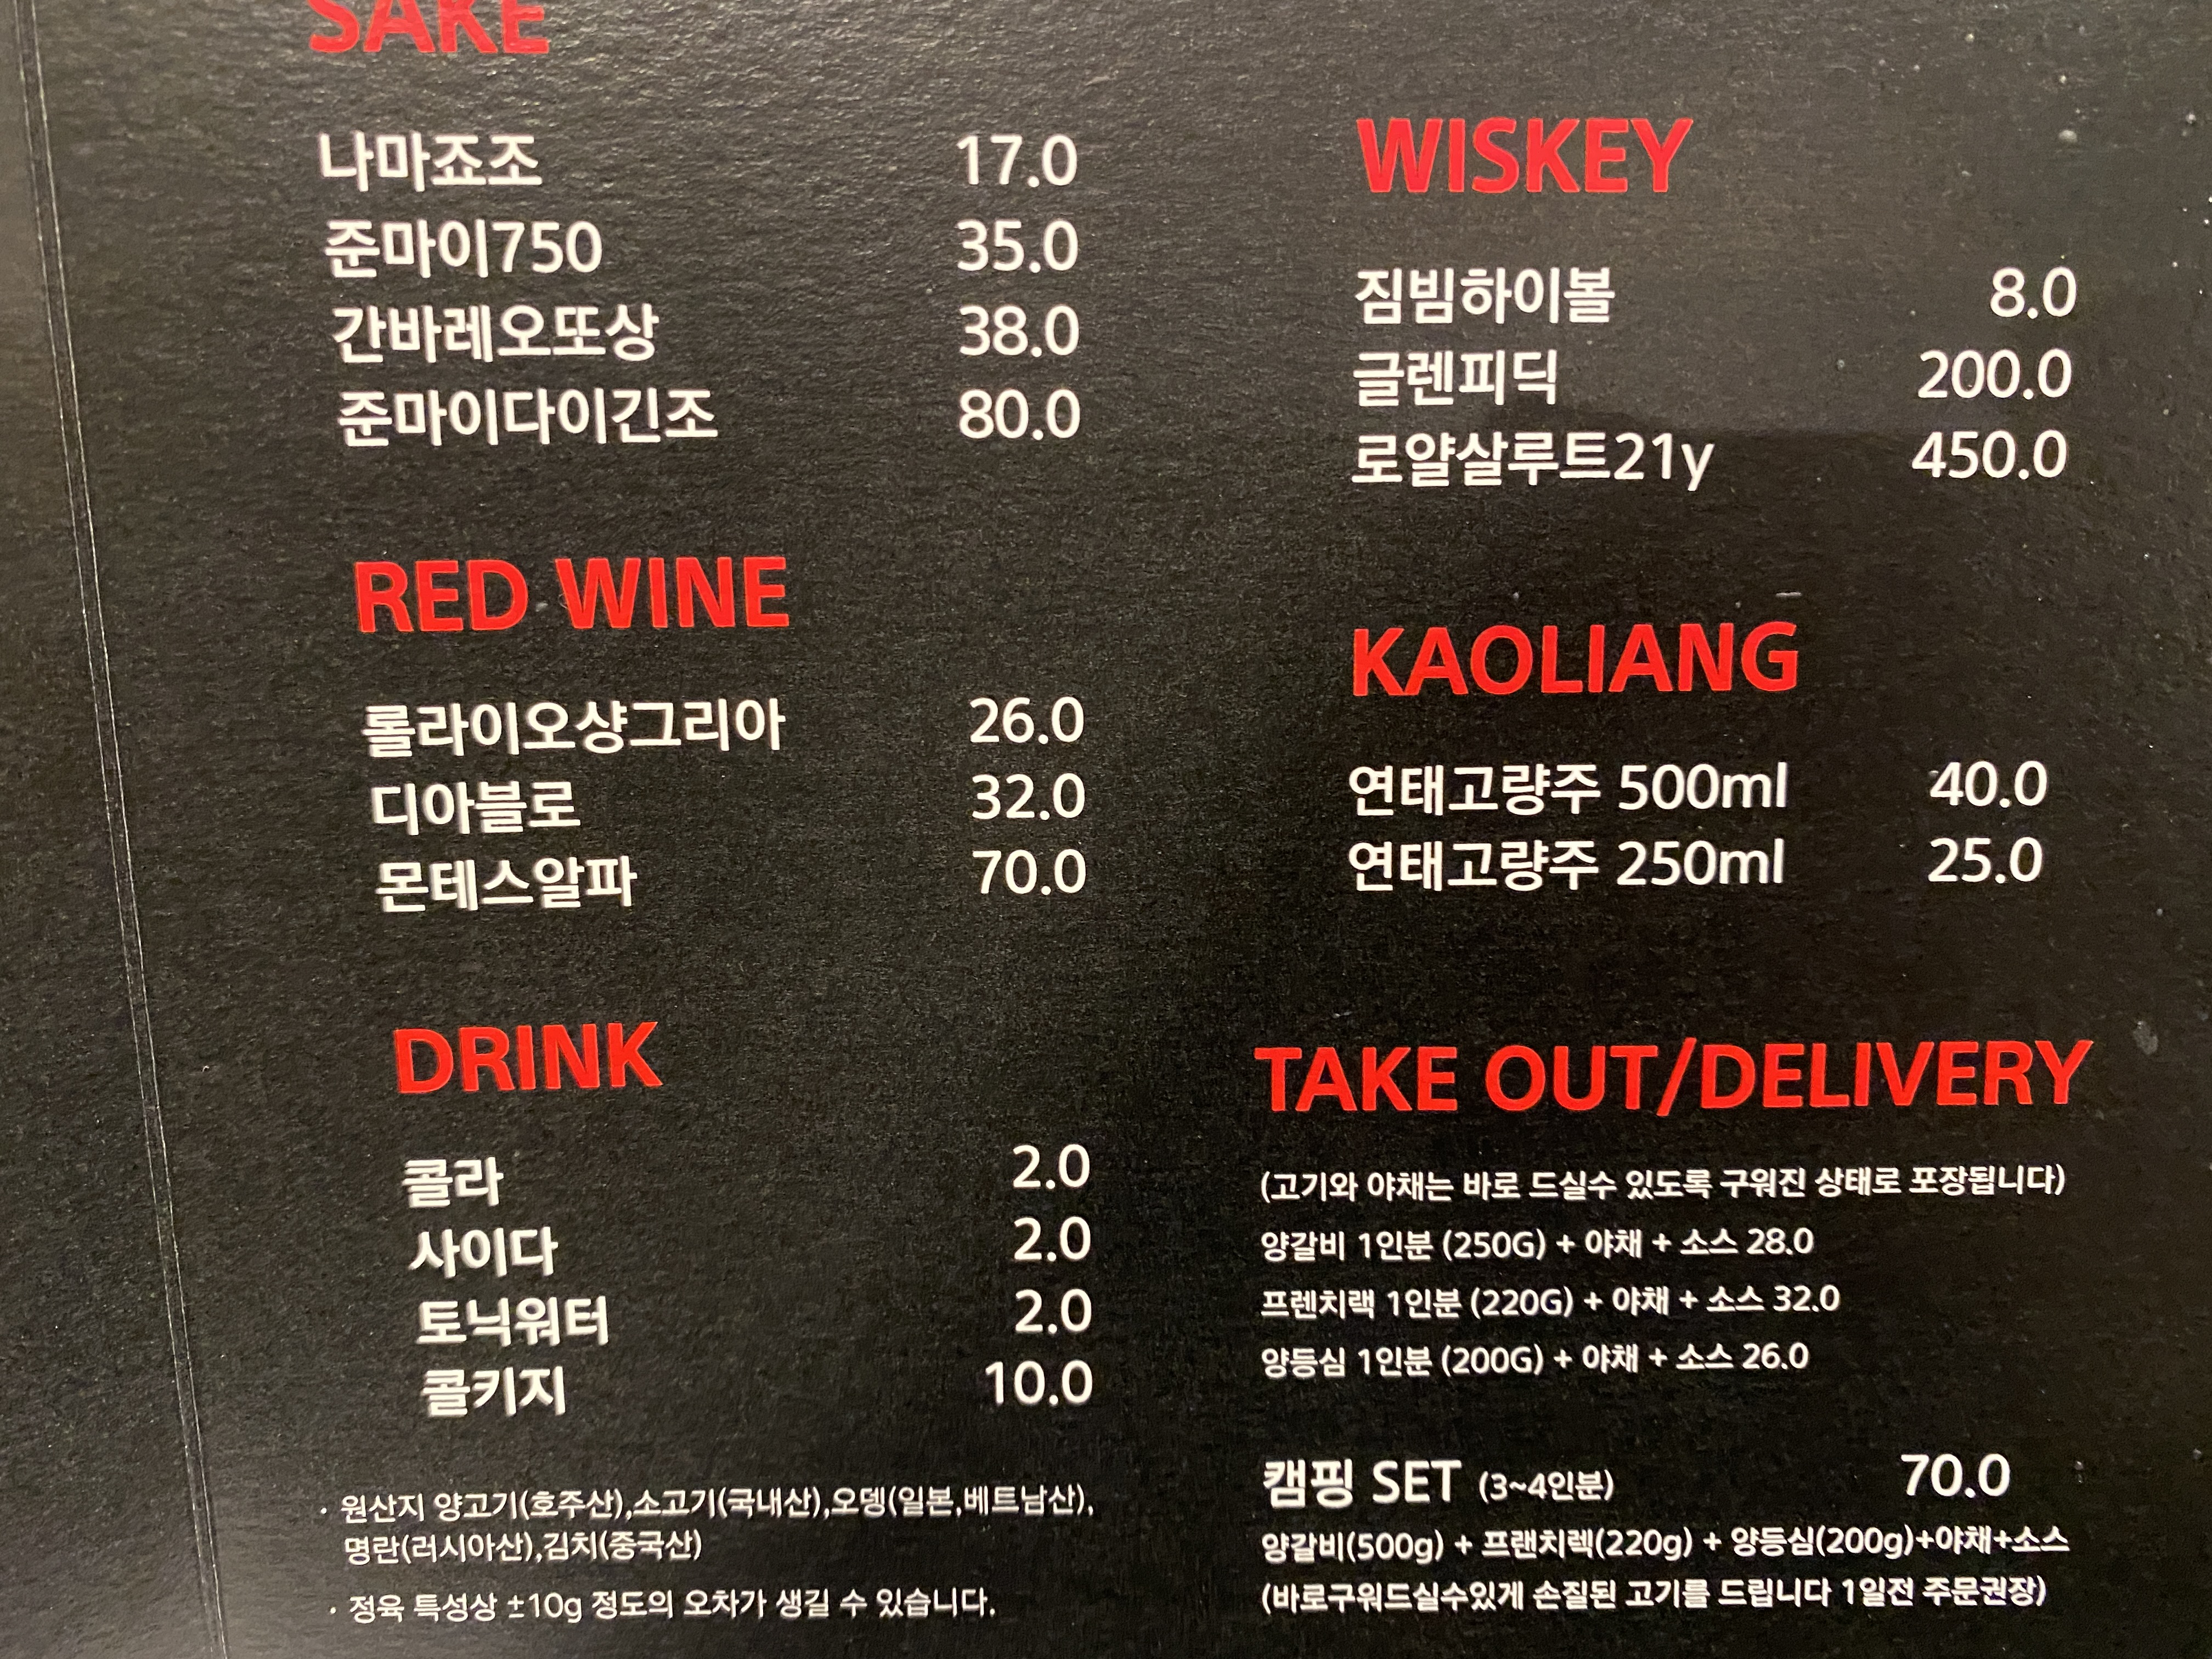 SAKE
나마죠조 17.0
준마이750 35.0
간바레오또상 38.0
준마이다이긴조 80.0
RED WINE
롤라이오샹그리아 26.0
디아블로 32.0
몬테스알파 70.0
DRINK
콜라 2.0
사이다 2.0
토닉워터 2.0
콜키지 10.0
· 원산지 양고기(호주산),소고기(국내산),오뎅(일본,베트남산),
명란(러시아산),김치(중국산)
· 정육 특성상 ±10g 정도의 오차가 생길 수 있습니다.
WISKEY
짐빔하이볼 8.0
글렌피딕 200.0
로얄살루트21y 450.0
KAOLIANG
연태고량주 500ml 40.0
연태고량주 250ml 25.0
TAKE OUT/DELIVERY
(고기와 야채는 바로 드실수 있도록 구워진 상태로 포장됩니다)
양갈비 1인분 (250G) + 야채 + 소스 28.0
프렌치랙 1인분 (220G) + 야채 + 소스 32.0
양등심 1인분 (200G) + 야채 + 소스 26.0
캠핑 SET (3~4인분) 70.0
양갈비(500g) + 프랜치렉(220g) + 양등심(200g)+야채+소스
(바로구워드실수있게 손질된 고기를 드립니다 1일전 주문권장)